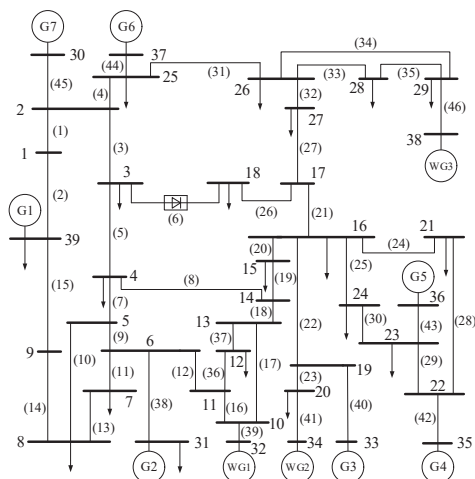 G7 G6
30 37 (34)
(45) (44) 25 (31) (33) (35)
(4) 26 28 29
2 (32) (46)
(1) 27 38
1 (3) (27) WG3
3 18 17
G1 (2) (6) (26) (21)
39 (5) 16 21
(20) (25) (24)
(15) 4 (8) 15 (19) G5
(7) 14 24 36
5 (18) (30) (43) (28)
(9) 13 (22) 23
9 (10) 6 (37) (17) (29)
(11) (12) (36) 12 19 22
(14) 7 (38) 11 (16) (23) 20 (40) (42)
(13) 10 (41)
8 31 (39) 32 34 33 35
G2 WG1 WG2 G3 G4